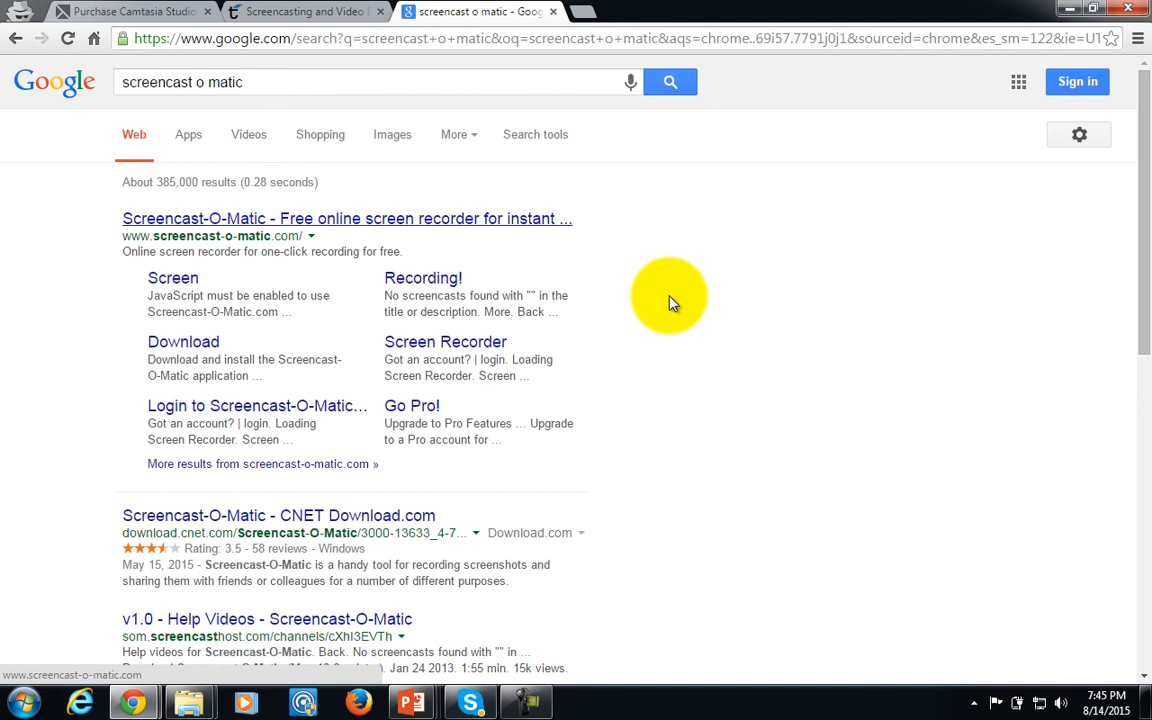 Purchase Camtasia Studio
Screencasting and Video
screencast o matic - Goog
https://www.google.com/search?q=screencast+o+matic&oq=screencast+o+matic&aqs=chrome..69i57.7791j0j1&sourceid=chrome&es_sm=122&ie=UT
Google
screencast o matic
Sign in
Web Apps Videos Shopping Images More Search tools
About 385,000 results (0.28 seconds)
Screencast-O-Matic - Free online screen recorder for instant ...
www.screencast-o-matic.com/
Online screen recorder for one-click recording for free.
Screen
JavaScript must be enabled to use
Screencast-O-Matic.com ...
Recording!
No screencasts found with "" in the
title or description. More. Back ...
Download
Download and install the Screencast-
O-Matic application ...
Screen Recorder
Got an account? | login. Loading
Screen Recorder. Screen ...
Login to Screencast-O-Matic...
Got an account? | login. Loading
Screen Recorder. Screen ...
Go Pro!
Upgrade to Pro Features ... Upgrade
to a Pro account for ...
More results from screencast-o-matic.com »
Screencast-O-Matic - CNET Download.com
download.cnet.com/Screencast-O-Matic/3000-13633_4-7... Download.com
Rating: 3.5 - 58 reviews - Windows
May 15, 2015 - Screencast-O-Matic is a handy tool for recording screenshots and
sharing them with friends or colleagues for a number of different purposes.
v1.0 - Help Videos - Screencast-O-Matic
som.screencasthost.com/channels/cXhI3EVTh
Help videos for Screencast-O-Matic. Back. No screencasts found with "" in ...
Jan 24 2013. 1:55 min. 15k views.
www.screencast-o-matic.com
7:45 PM
8/14/2015